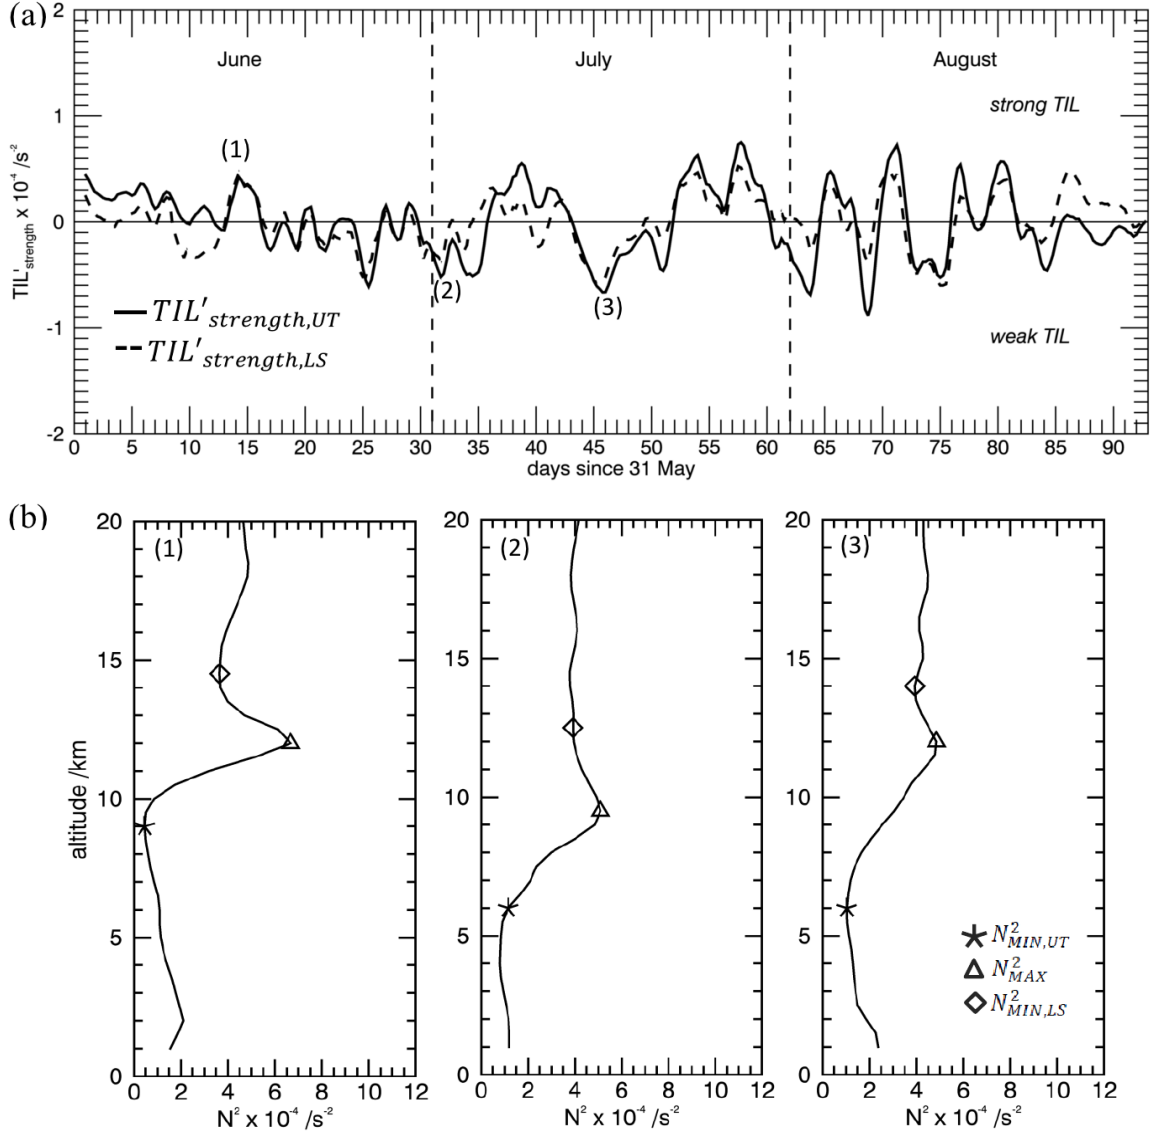 (a)
2
1
0
-1
-2
TIL'strength x 10⁻⁴ /s⁻²
June
July
August
strong TIL
(1)
(2)
(3)
TIL'strength,UT
TIL'strength,LS
weak TIL
0 5 10 15 20 25 30 35 40 45 50 55 60 65 70 75 80 85 90
days since 31 May
(b)
20
15
10
5
0
altitude /km
(1)
0 2 4 6 8 10 12
N² x 10⁻⁴ /s⁻²
20
15
10
5
0
(2)
0 2 4 6 8 10 12
N² x 10⁻⁴ /s⁻²
20
15
10
5
0
(3)
N²MIN,UT
N²MAX
N²MIN,LS
0 2 4 6 8 10 12
N² x 10⁻⁴ /s⁻²